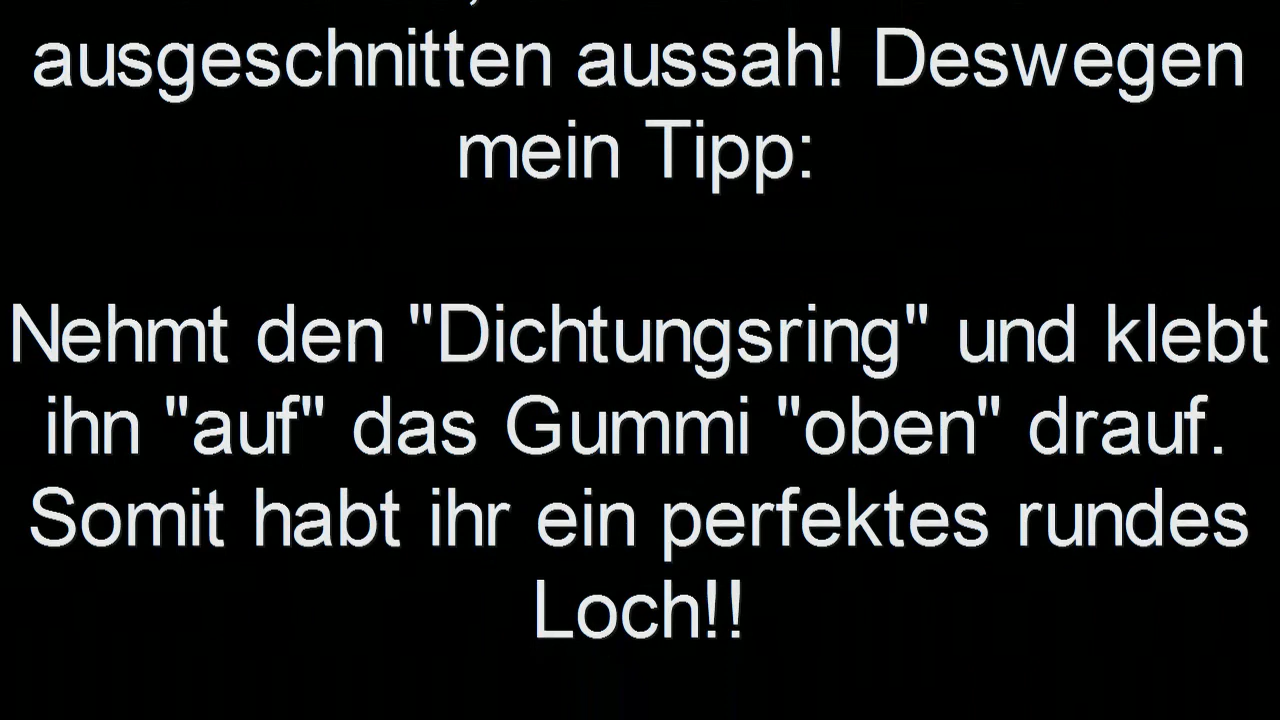 ausgeschnitten aussah! Deswegen
mein Tipp:
Nehmt den "Dichtungsring" und klebt
ihn "auf" das Gummi "oben" drauf.
Somit habt ihr ein perfektes rundes
Loch!!